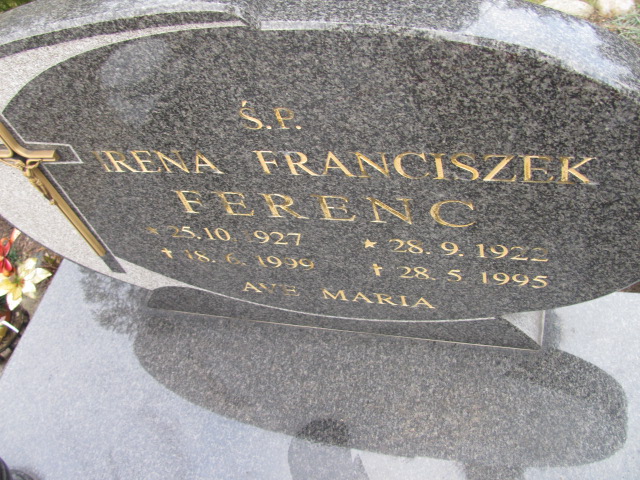 Ś.P.
IRENA FRANCISZEK
FERENC
* 25.10.1927 * 28.9.1922
† 18.6.1999 † 28.5.1995
AVE MARIA